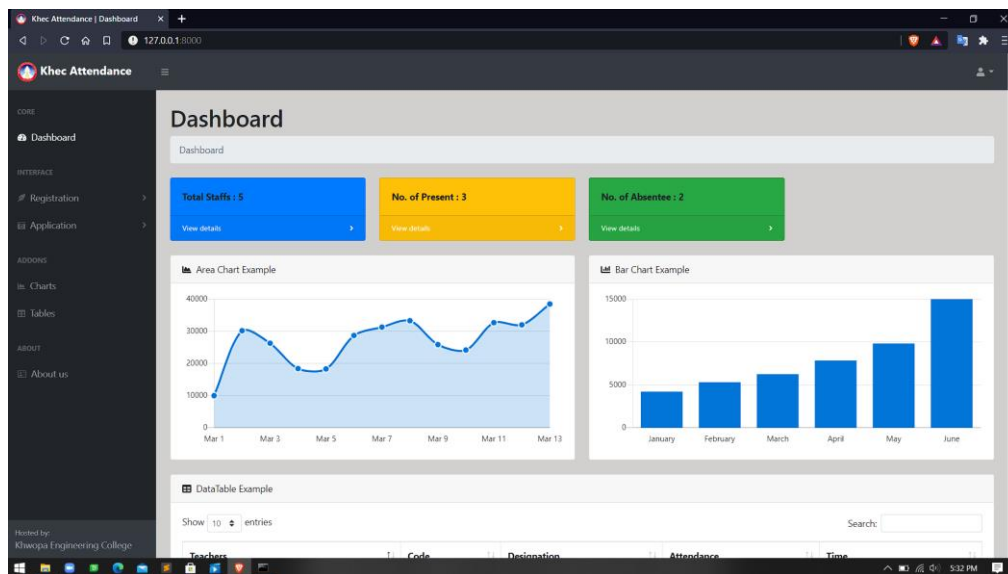 Khec Attendance | Dashboard
127.0.0.1:8000
Khec Attendance
CORE
Dashboard
INTERFACE
Registration
Application
ADDONS
Charts
Tables
ABOUT
About us
Hosted by:
Khwopa Engineering College
Dashboard
Dashboard
Total Staffs : 5
View details
No. of Present : 3
View details
No. of Absentee : 2
View details
Area Chart Example
40000
30000
20000
10000
0
Mar 1 Mar 3 Mar 5 Mar 7 Mar 9 Mar 11 Mar 13
Bar Chart Example
15000
10000
5000
0
January February March April May June
DataTable Example
Show 10 entries
Search:
Teachers Code Designation Attendance Time
5:32 PM